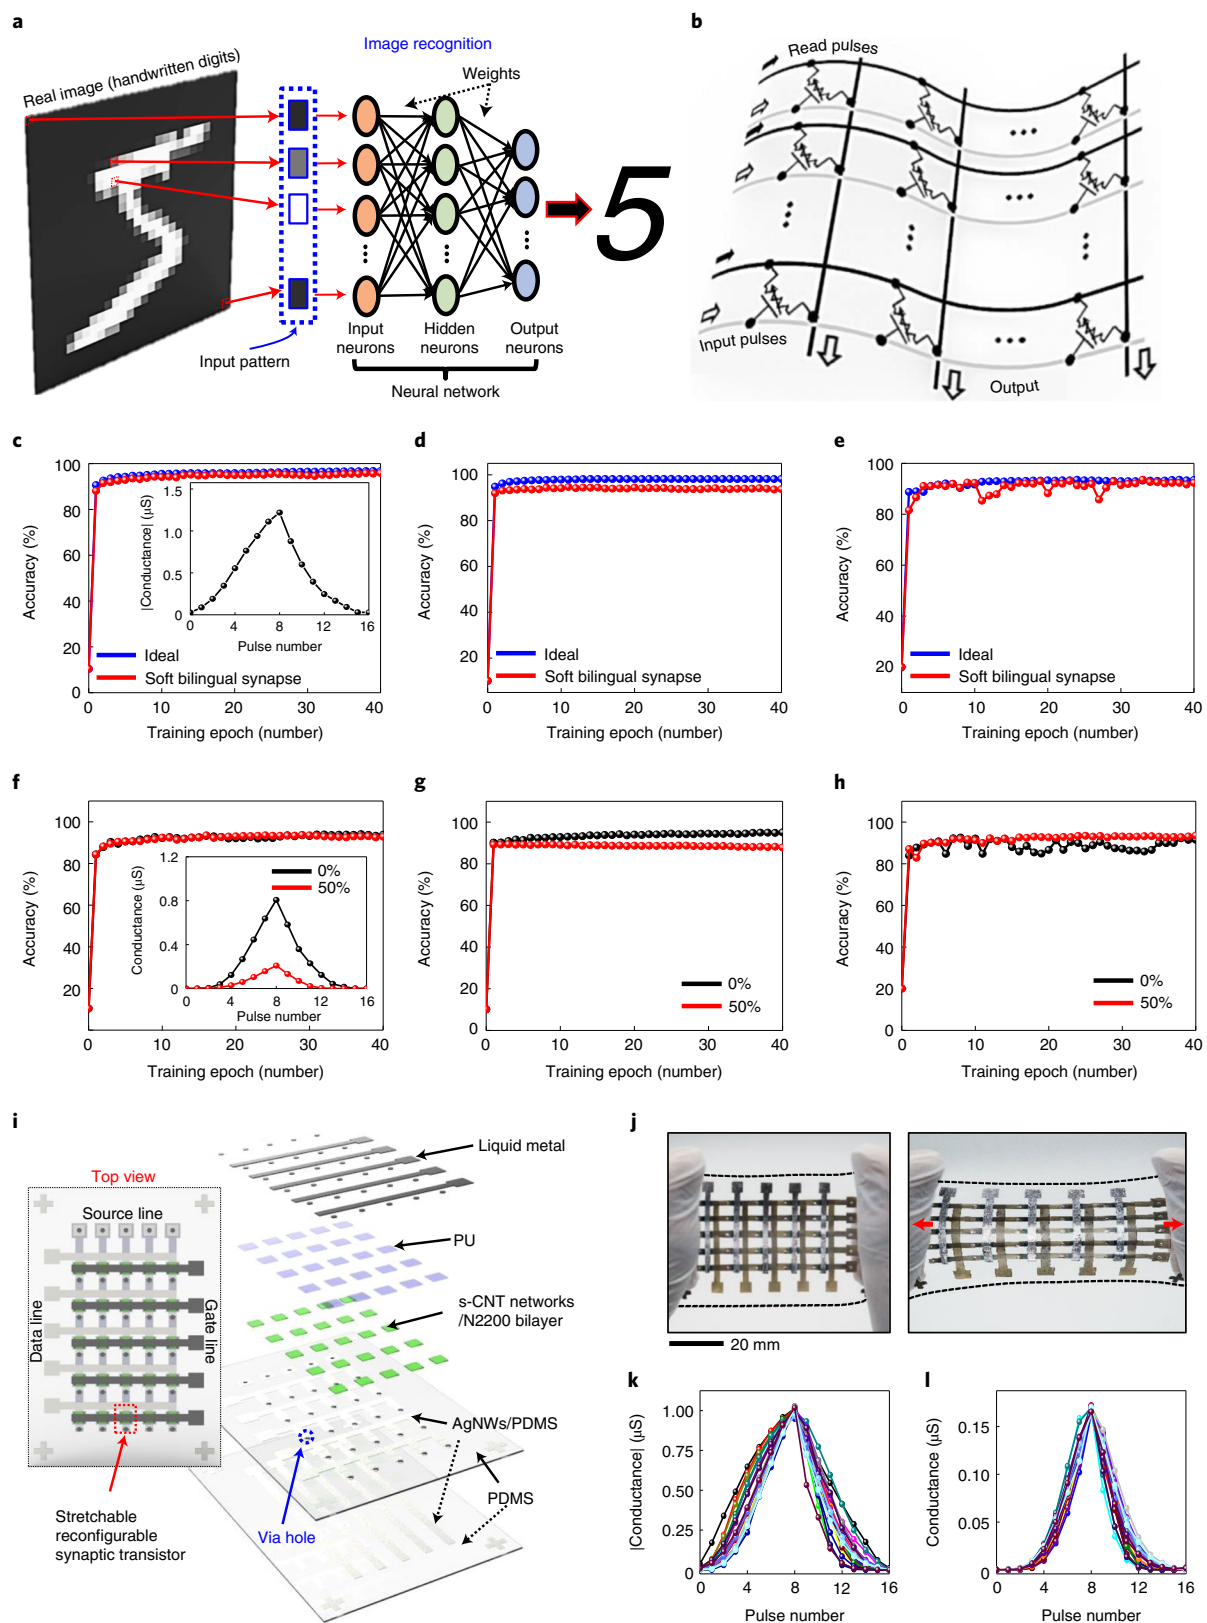 a
Image recognition
Real image (handwritten digits)
Weights
5
Input pattern
Input
neurons
Hidden
neurons
Output
neurons
Neural network
b
Read pulses
Input pulses
Output
c
Accuracy (%)
100
80
60
40
20
0
|Conductance| (µS)
1.5
1.0
0.5
0
0 4 8 12 16
Pulse number
Ideal
Soft bilingual synapse
0 10 20 30 40
Training epoch (number)
d
Accuracy (%)
100
80
60
40
20
Ideal
Soft bilingual synapse
0 10 20 30 40
Training epoch (number)
e
Accuracy (%)
100
80
60
40
20
0
Ideal
Soft bilingual synapse
0 10 20 30 40
Training epoch (number)
f
Accuracy (%)
100
80
60
40
20
0
Conductance (µS)
1.2
0.8
0.4
0
0%
50%
0 4 8 12 16
Pulse number
0 10 20 30 40
Training epoch (number)
g
Accuracy (%)
100
80
60
40
20
0
0%
50%
0 10 20 30 40
Training epoch (number)
h
Accuracy (%)
100
80
60
40
20
0
0%
50%
0 10 20 30 40
Training epoch (number)
i
Top view
Source line
Data line
Gate line
Stretchable
reconfigurable
synaptic transistor
Liquid metal
PU
s-CNT networks
/N2200 bilayer
AgNWs/PDMS
PDMS
Via hole
j
20 mm
k
|Conductance| (µS)
1.00
0.75
0.50
0.25
0
0 4 8 12 16
Pulse number
l
Conductance (µS)
0.15
0.10
0.05
0
0 4 8 12 16
Pulse number